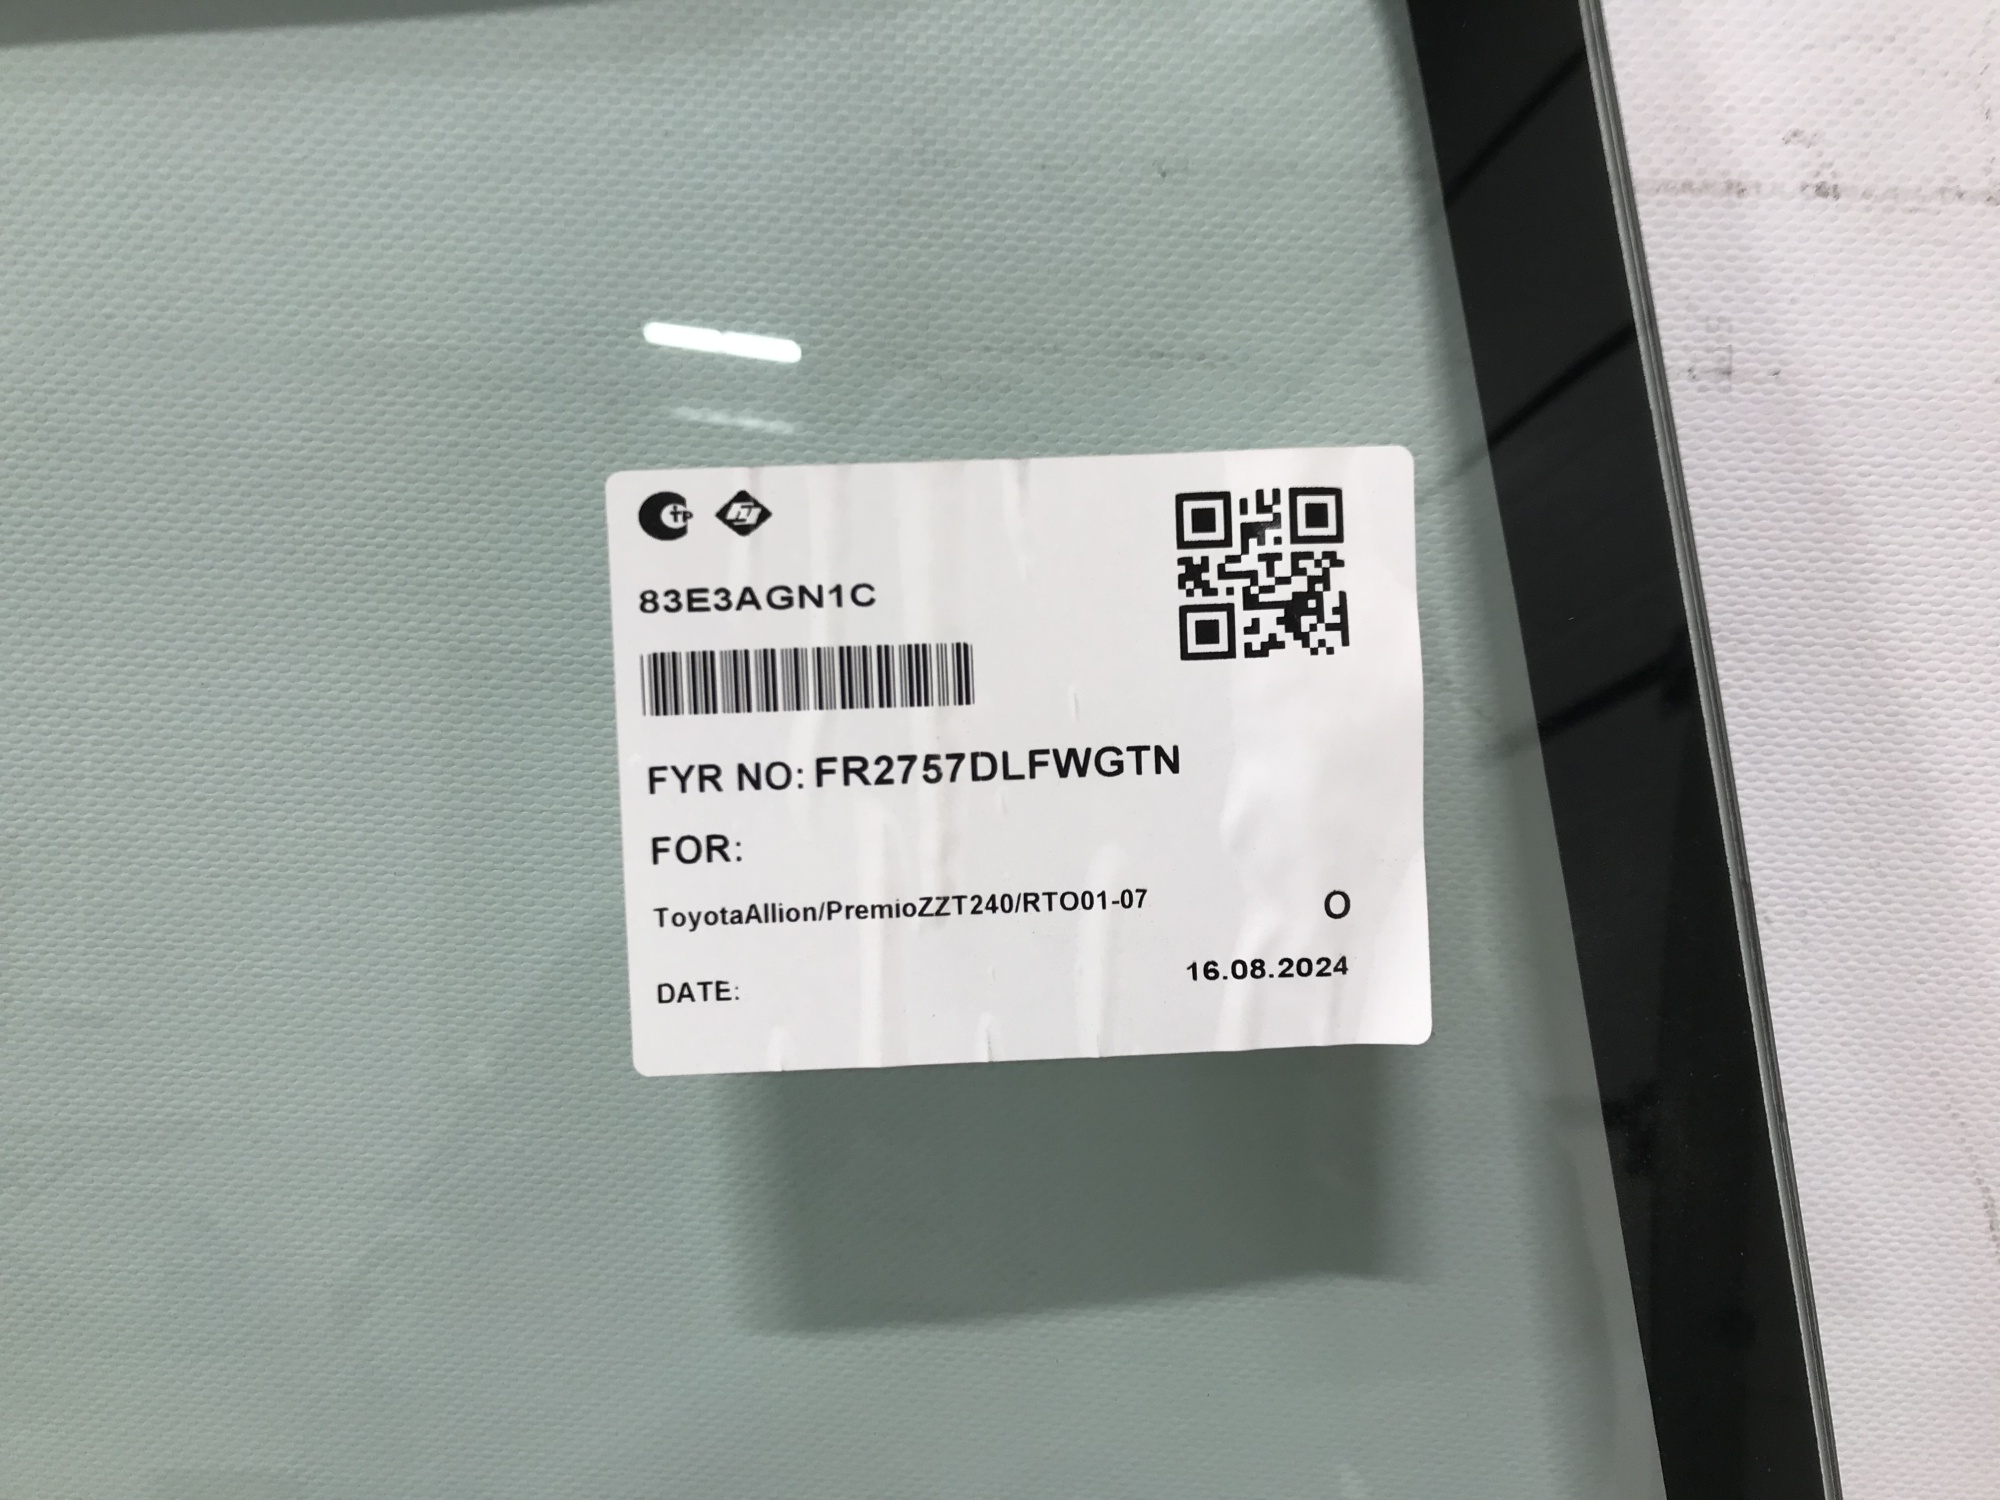 83E3AGN1C
FYR NO: FR2757DLFWGTN
FOR:
ToyotaAllion/PremioZZT240/RTO01-07
O
16.08.2024
DATE: